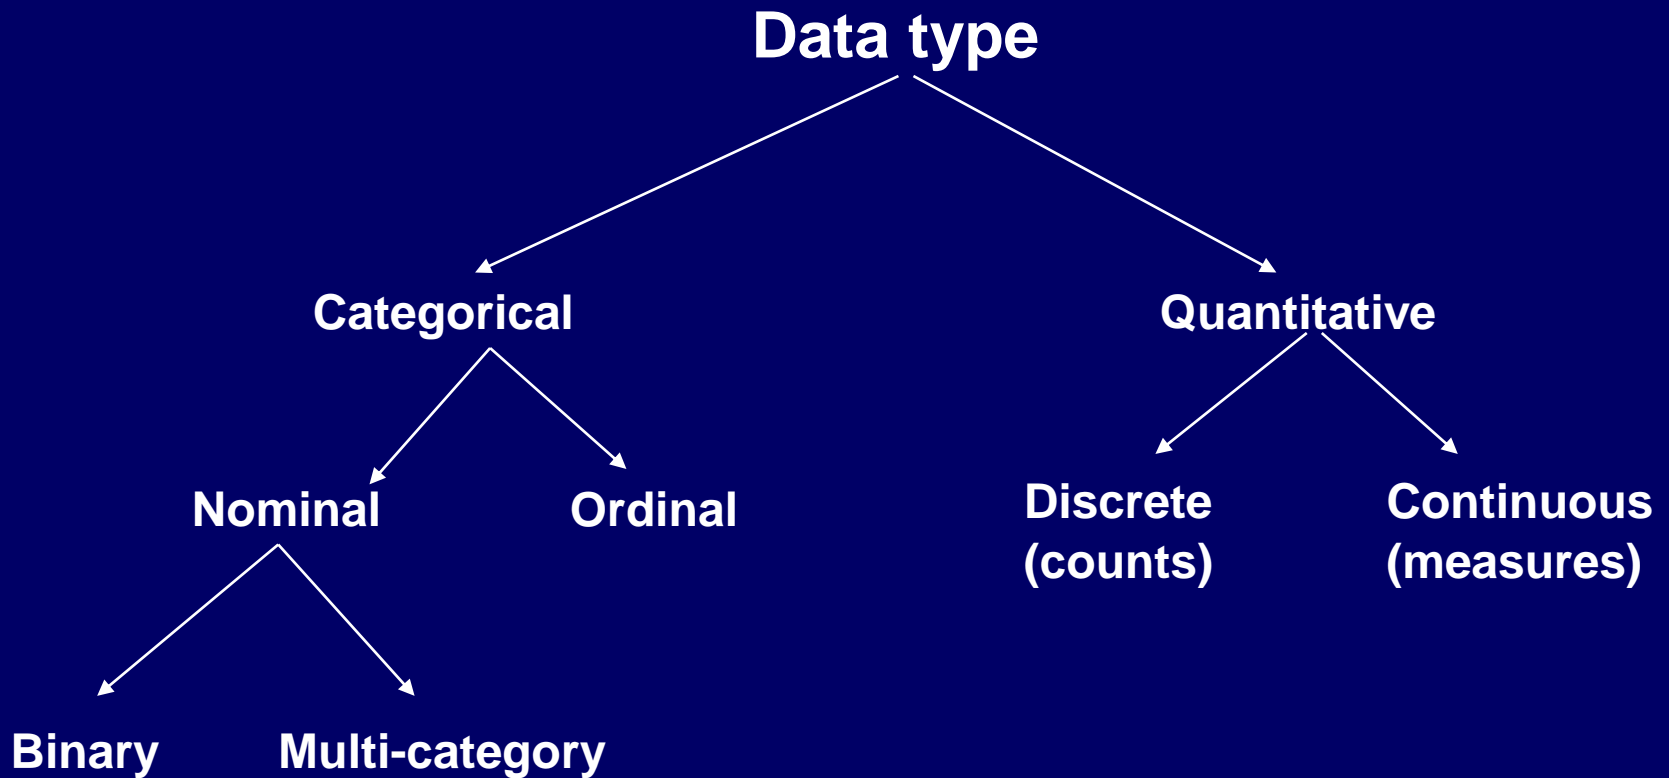 Data type
Categorical
Quantitative
Nominal
Ordinal
Discrete
(counts)
Continuous
(measures)
Binary
Multi-category